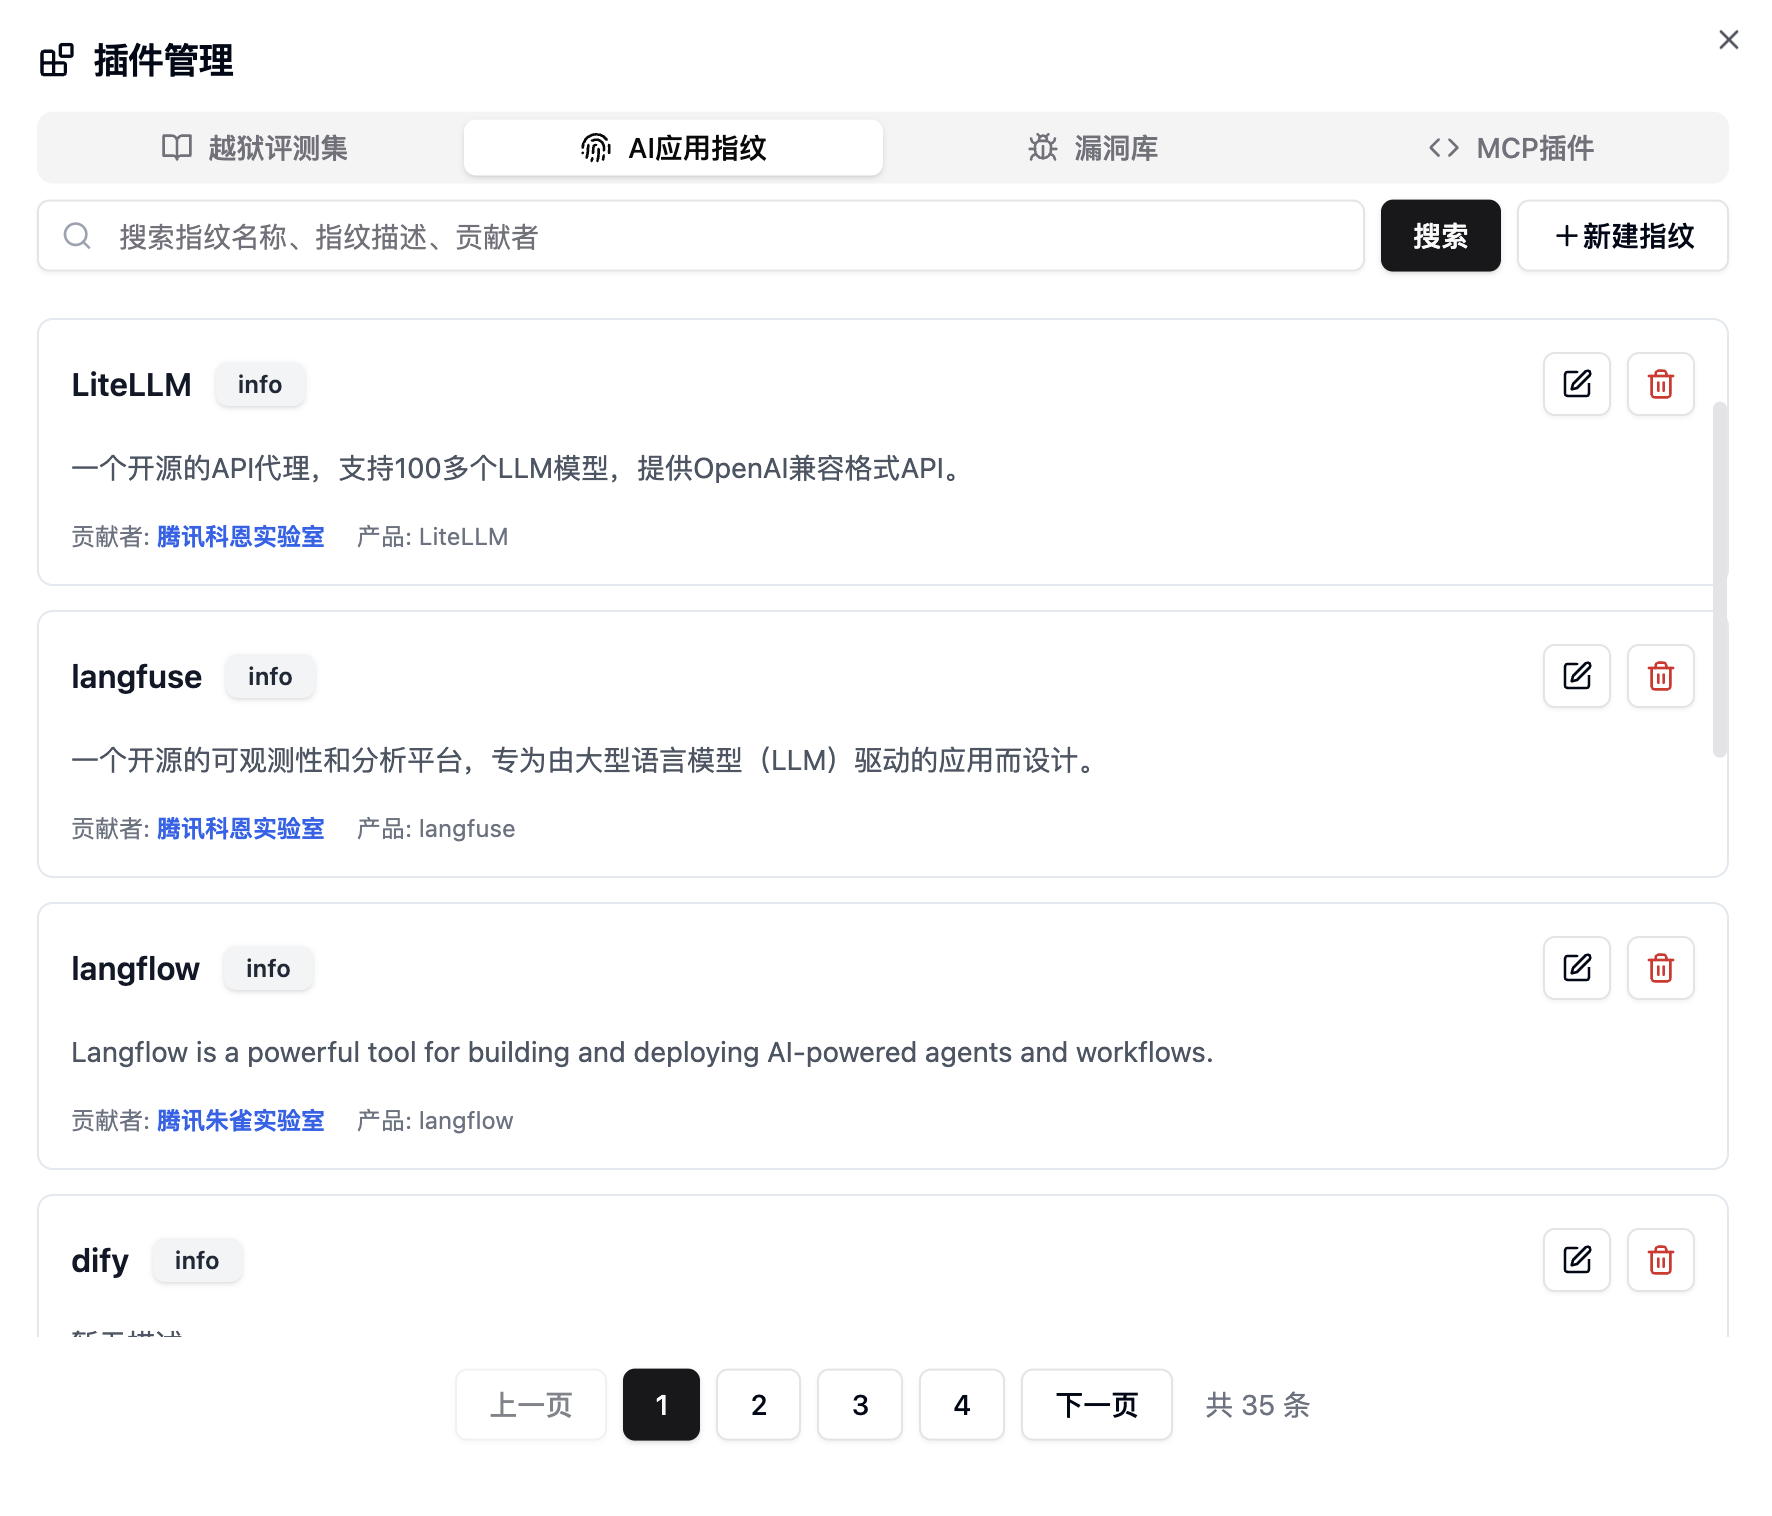 插件管理
越狱评测集
AI应用指纹
漏洞库
MCP插件
搜索指纹名称、指纹描述、贡献者
搜索
+新建指纹
LiteLLM info
一个开源的API代理，支持100多个LLM模型，提供OpenAI兼容格式API。
贡献者: 腾讯科恩实验室 产品: LiteLLM
langfuse info
一个开源的可观测性和分析平台，专为由大型语言模型（LLM）驱动的应用而设计。
贡献者: 腾讯科恩实验室 产品: langfuse
langflow info
Langflow is a powerful tool for building and deploying AI-powered agents and workflows.
贡献者: 腾讯朱雀实验室 产品: langflow
dify info
上一页 1 2 3 4 下一页 共 35 条